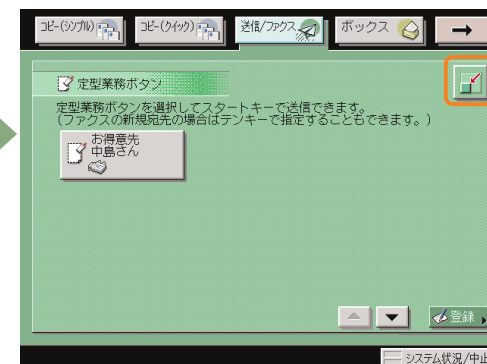 コピー(シンプル)
コピー(クイック)
送信/ファクス
ボックス
定型業務ボタン
定型業務ボタンを選択してスタートキーで送信できます。
(ファクスの新規宛先の場合はテンキーで指定することもできます。)
お得意先
中島さん
登録
システム状況/中止